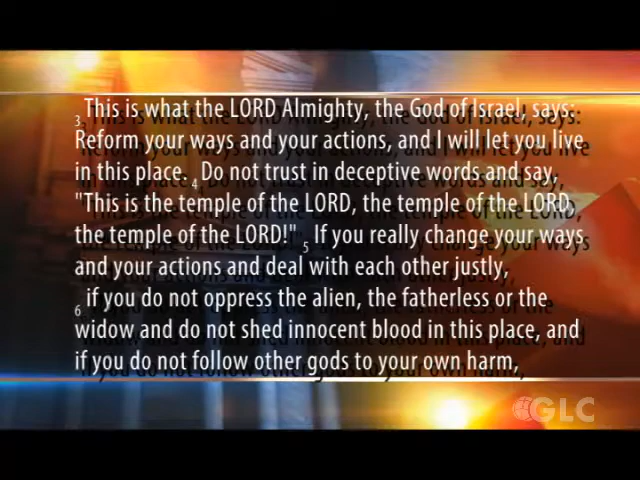 3 This is what the LORD Almighty, the God of Israel, says:
Reform your ways and your actions, and I will let you live
in this place. 4 Do not trust in deceptive words and say,
"This is the temple of the LORD, the temple of the LORD,
the temple of the LORD!" 5 If you really change your ways
and your actions and deal with each other justly,
6 if you do not oppress the alien, the fatherless or the
widow and do not shed innocent blood in this place, and
if you do not follow other gods to your own harm,
GLC